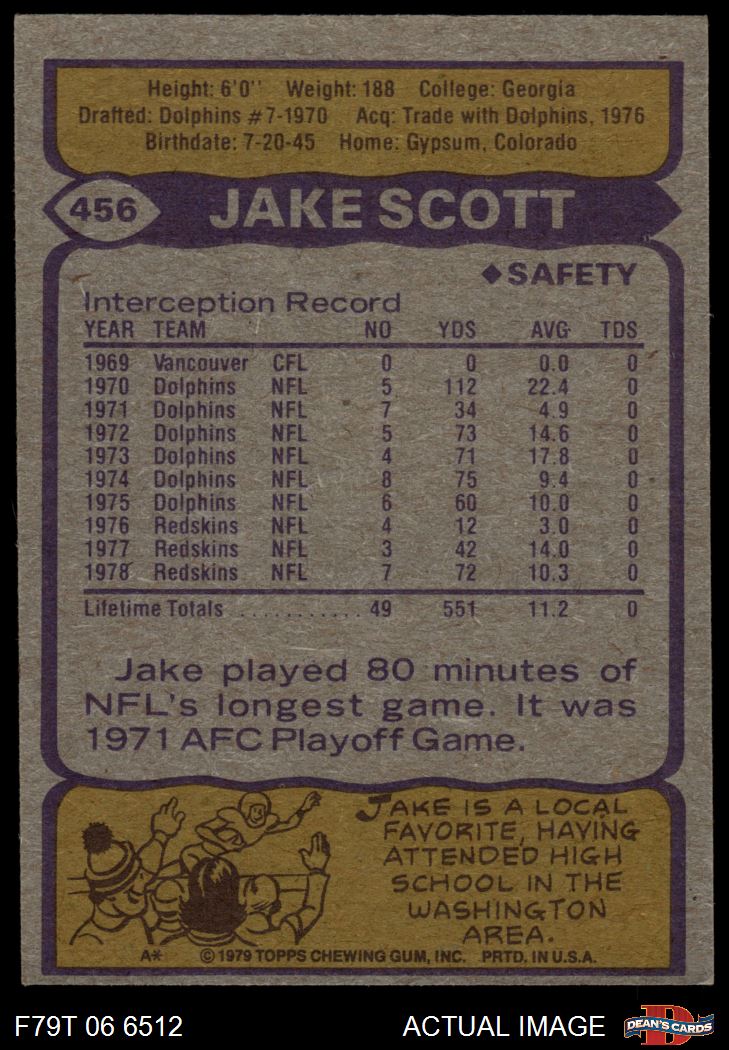 Height: 6'0'' Weight: 188 College: Georgia
Drafted: Dolphins #7-1970 Acq: Trade with Dolphins, 1976
Birthdate: 7-20-45 Home: Gypsum, Colorado
456 JAKE SCOTT
◆SAFETY
Interception Record
YEAR TEAM NO YDS AVG TDS
1969 Vancouver CFL 0 0 0.0 0
1970 Dolphins NFL 5 112 22.4 0
1971 Dolphins NFL 7 34 4.9 0
1972 Dolphins NFL 5 73 14.6 0
1973 Dolphins NFL 4 71 17.8 0
1974 Dolphins NFL 8 75 9.4 0
1975 Dolphins NFL 6 60 10.0 0
1976 Redskins NFL 4 12 3.0 0
1977 Redskins NFL 3 42 14.0 0
1978 Redskins NFL 7 72 10.3 0
Lifetime Totals ............ 49 551 11.2 0
Jake played 80 minutes of
NFL's longest game. It was
1971 AFC Playoff Game.
JAKE IS A LOCAL
FAVORITE, HAVING
ATTENDED HIGH
SCHOOL IN THE
WASHINGTON
AREA.
A* © 1979 TOPPS CHEWING GUM, INC. PRTD. IN U.S.A.
F79T 06 6512 ACTUAL IMAGE D DEAN'S CARDS